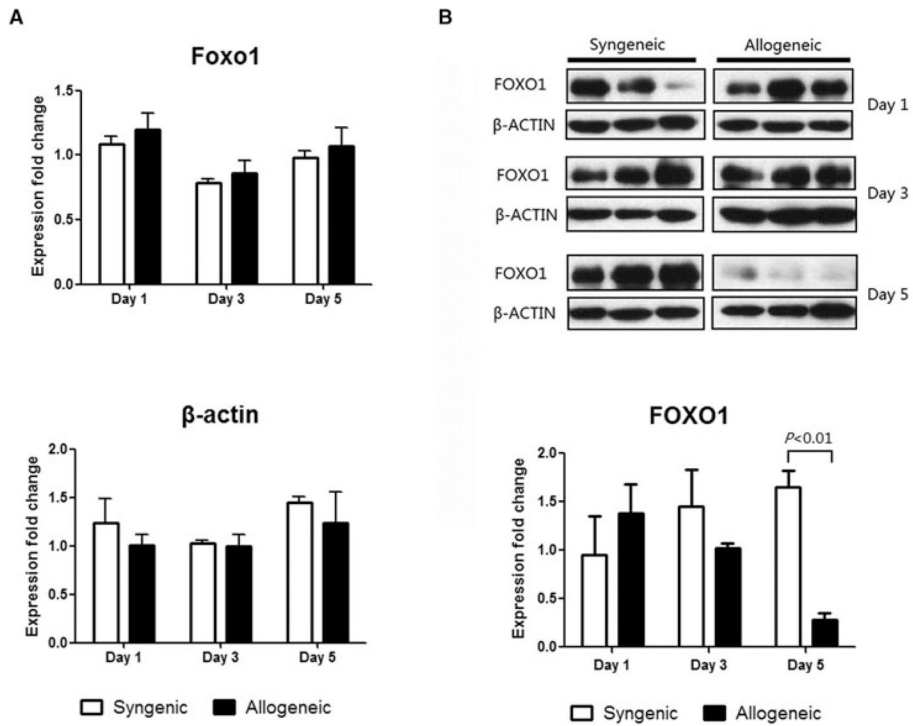 A
Foxo1
Expression fold change
1.5
1.0
0.5
0.0
Day 1 Day 3 Day 5
β-actin
Expression fold change
2.0
1.5
1.0
0.5
0.0
Day 1 Day 3 Day 5
Syngenic Allogeneic
B
Syngeneic Allogeneic
FOXO1
Day 1
β-ACTIN
FOXO1
Day 3
β-ACTIN
FOXO1
Day 5
β-ACTIN
FOXO1
P<0.01
Expression fold change
2.0
1.5
1.0
0.5
0.0
Day 1 Day 3 Day 5
Syngenic Allogeneic